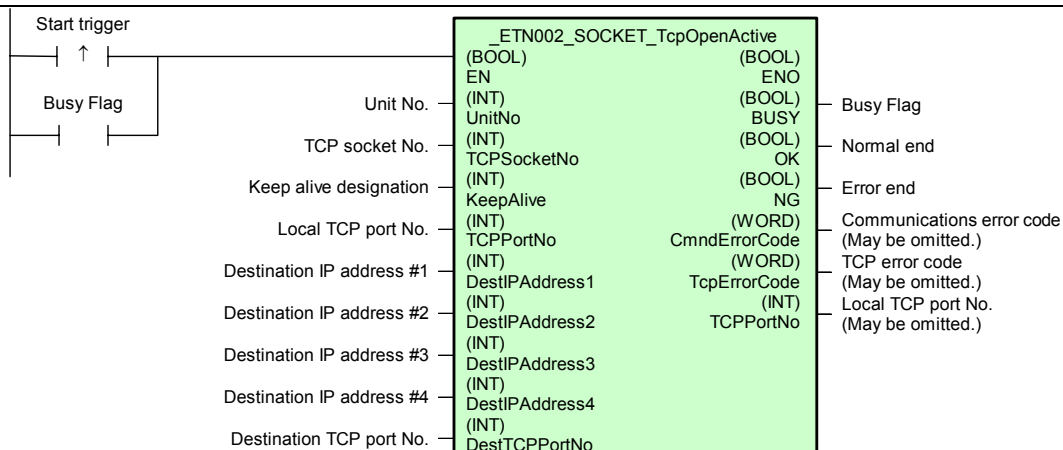 Start trigger
↑
Busy Flag
Unit No.
TCP socket No.
Keep alive designation
Local TCP port No.
Destination IP address #1
Destination IP address #2
Destination IP address #3
Destination IP address #4
Destination TCP port No.
_ETN002_SOCKET_TcpOpenActive
(BOOL) (BOOL)
EN ENO
(INT) (BOOL)
UnitNo BUSY
(INT) (BOOL)
TCPSocketNo OK
(INT) (BOOL)
KeepAlive NG
(INT) (WORD)
TCPPortNo CmndErrorCode
(INT) (WORD)
DestIPAddress1 TcpErrorCode
(INT) (INT)
DestIPAddress2 TCPPortNo
(INT)
DestIPAddress3
(INT)
DestIPAddress4
(INT)
DestTCPPortNo
Busy Flag
Normal end
Error end
Communications error code
(May be omitted.)
TCP error code
(May be omitted.)
Local TCP port No.
(May be omitted.)